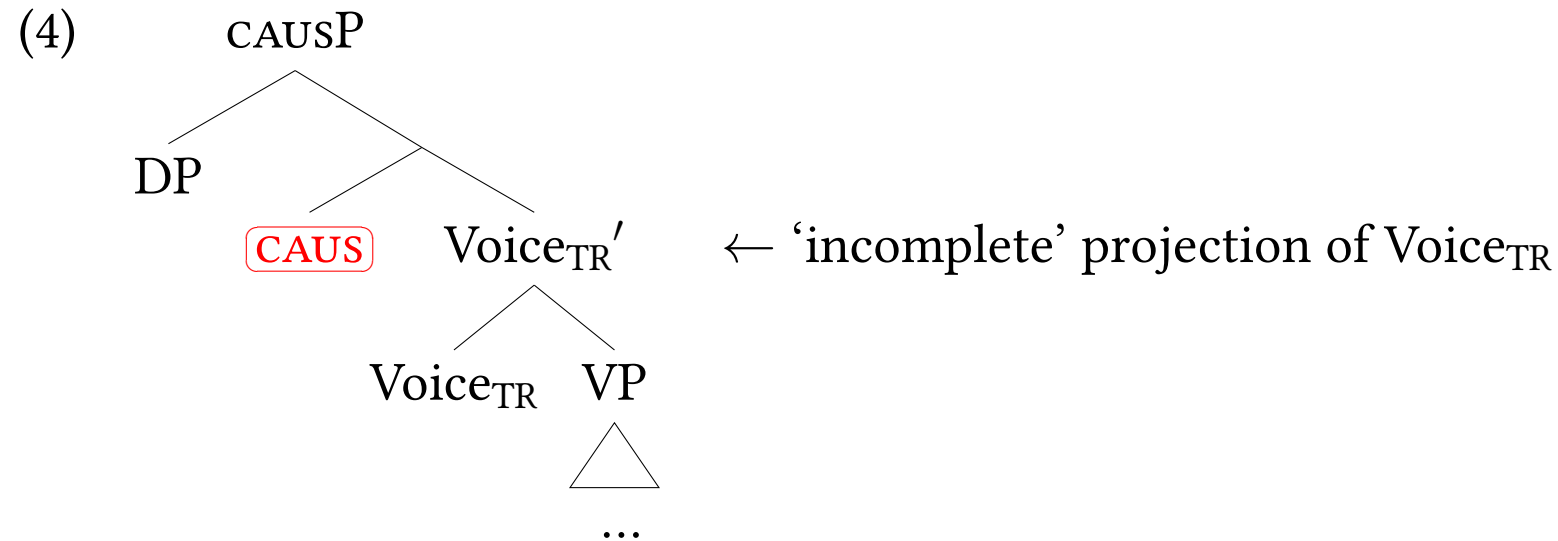 (4) CAUSP
DP
CAUS Voice_TR′ ← ‘incomplete’ projection of Voice_TR
Voice_TR VP
...